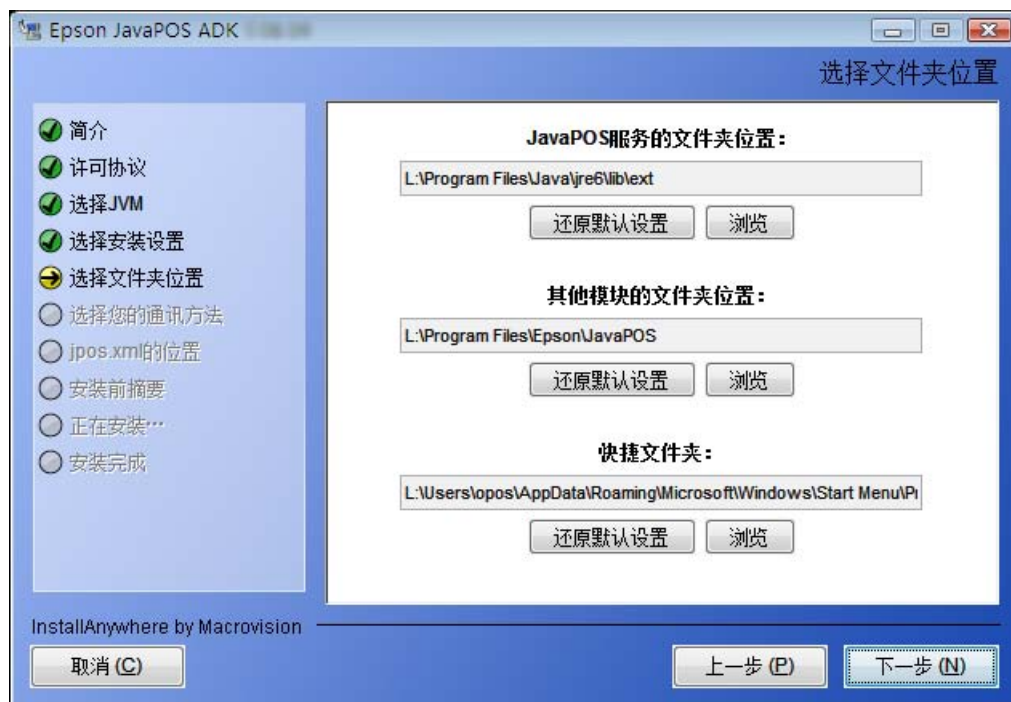 Epson JavaPOS ADK
选择文件夹位置
简介
许可协议
选择JVM
选择安装设置
选择文件夹位置
选择您的通讯方法
jpos.xml的位置
安装前摘要
正在安装…
安装完成
JavaPOS服务的文件夹位置：
L:\Program Files\Java\jre6\lib\ext
还原默认设置 浏览
其他模块的文件夹位置：
L:\Program Files\Epson\JavaPOS
还原默认设置 浏览
快捷文件夹：
L:\Users\opos\AppData\Roaming\Microsoft\Windows\Start Menu\
还原默认设置 浏览
InstallAnywhere by Macrovision
取消 (C) 上一步 (P) 下一步 (N)